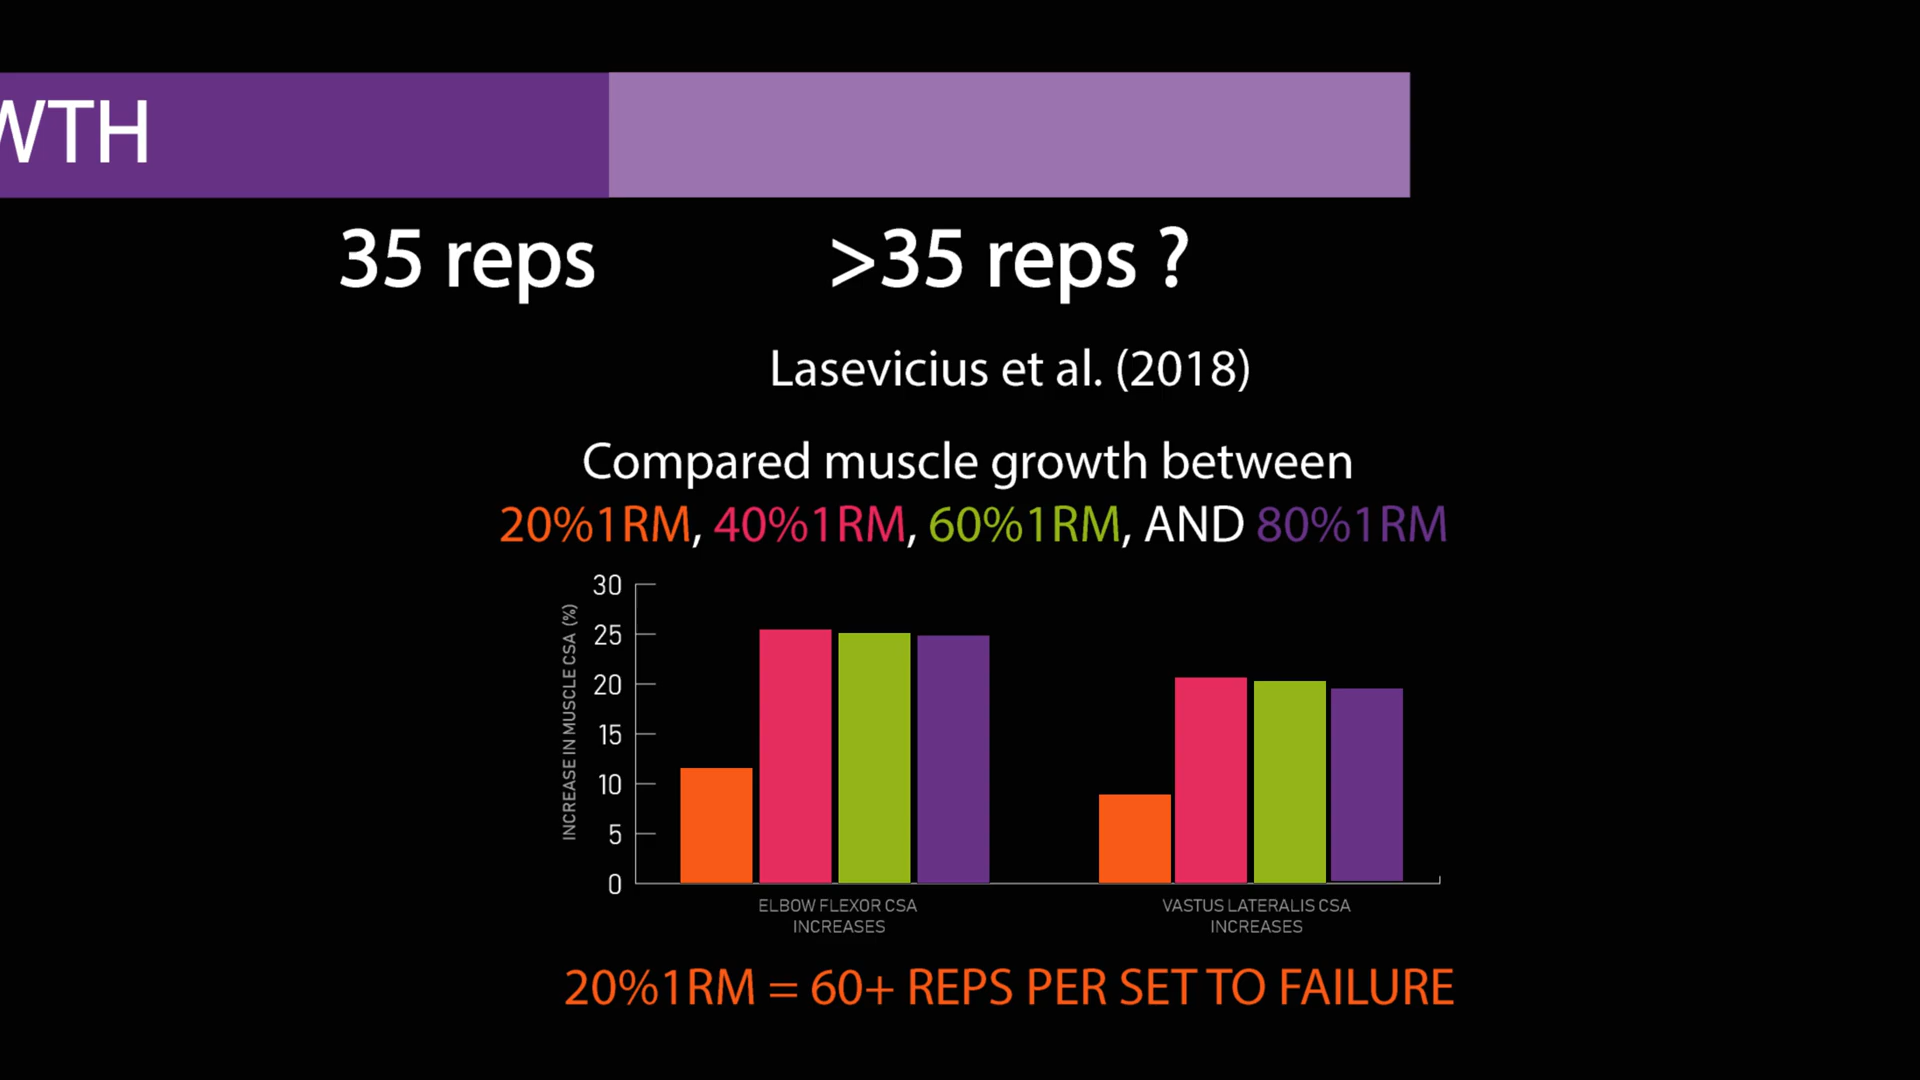 WTH
35 reps
>35 reps ?
Lasevicius et al. (2018)
Compared muscle growth between
20%1RM, 40%1RM, 60%1RM, AND 80%1RM
INCREASE IN MUSCLE CSA (%)
30
25
20
15
10
5
0
ELBOW FLEXOR CSA
INCREASES
VASTUS LATERALIS CSA
INCREASES
20%1RM = 60+ REPS PER SET TO FAILURE